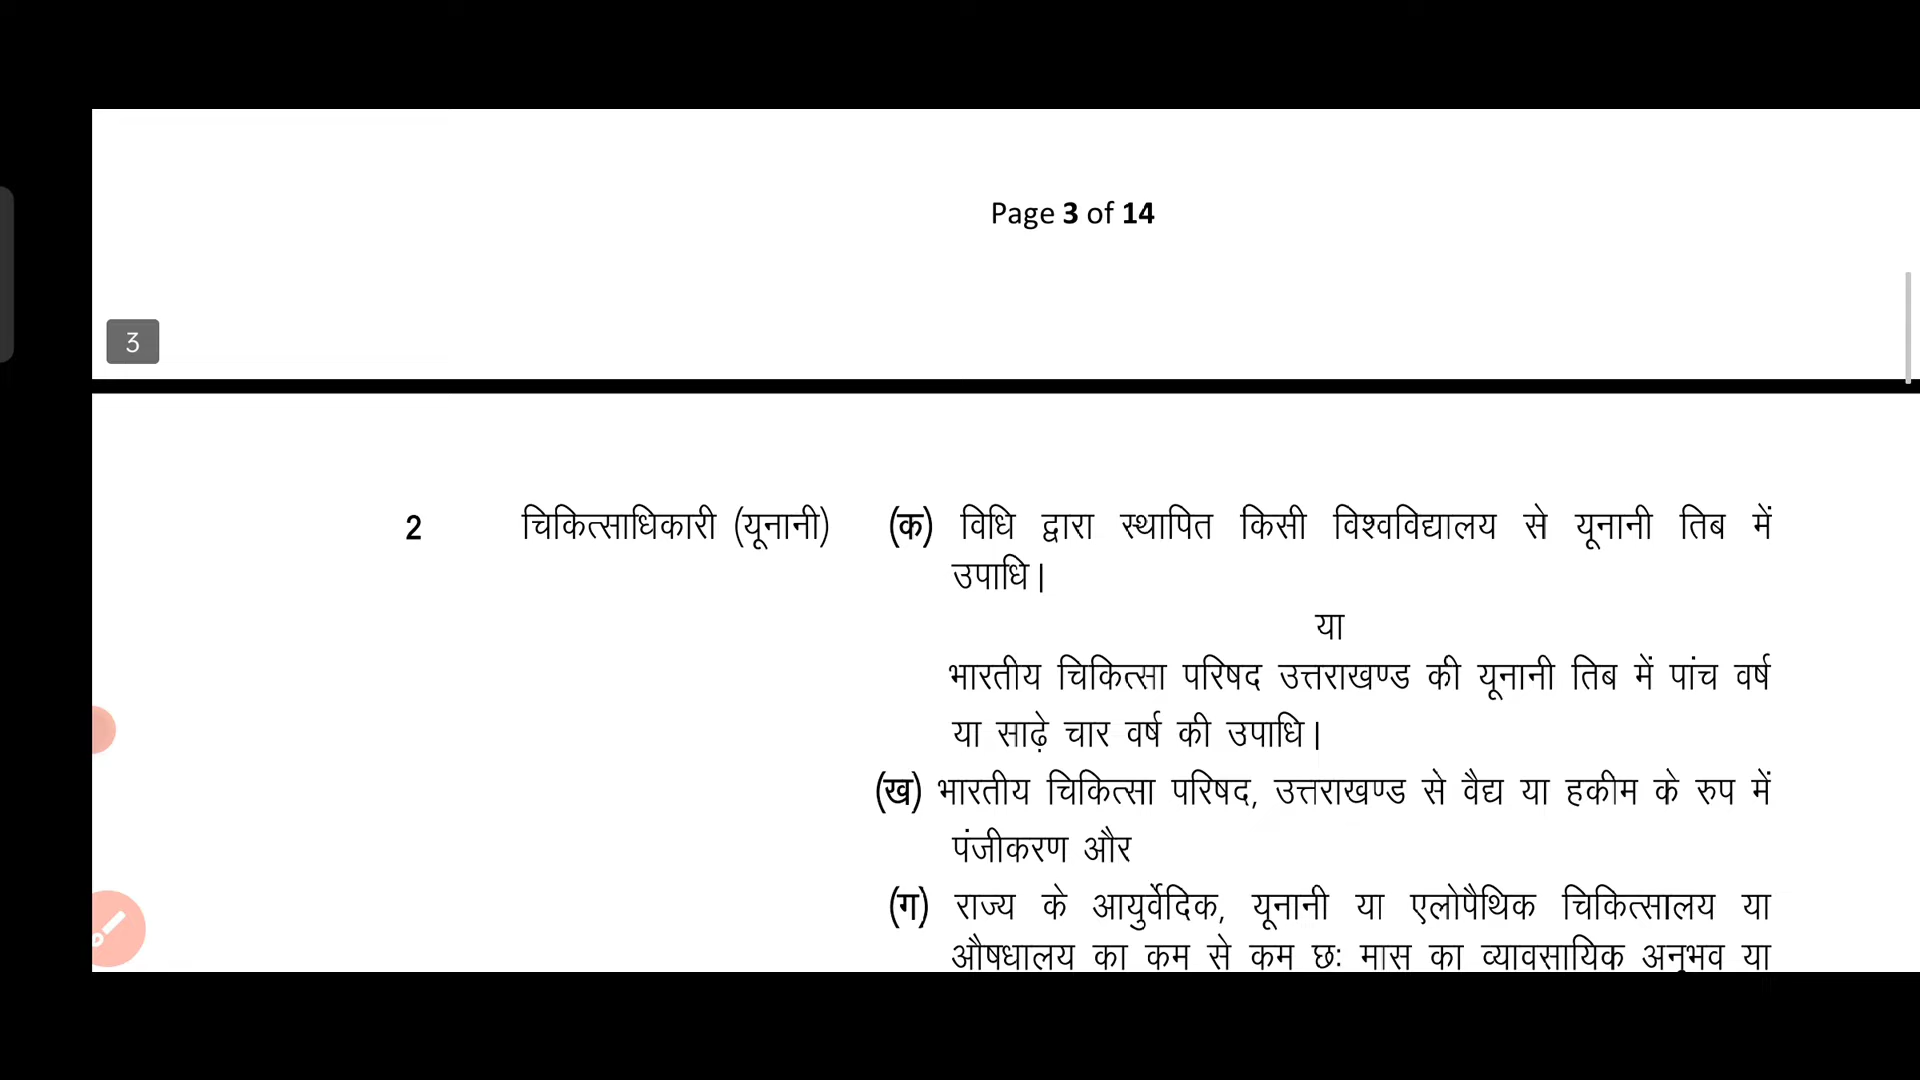 Page 3 of 14
3
2 चिकित्साधिकारी (यूनानी) (क) विधि द्वारा स्थापित किसी विश्वविद्यालय से यूनानी तिब में
उपाधि।
या
भारतीय चिकित्सा परिषद उत्तराखण्ड की यूनानी तिब में पांच वर्ष
या साढ़े चार वर्ष की उपाधि।
(ख) भारतीय चिकित्सा परिषद, उत्तराखण्ड से वैद्य या हकीम के रुप में
पंजीकरण और
(ग) राज्य के आयुर्वेदिक, यूनानी या एलोपैथिक चिकित्सालय या
औषधालय का कम से कम छः मास का व्यावसायिक अनुभव या